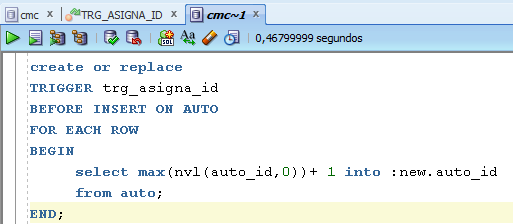 cmc TRG_ASIGNA_ID cmc~1
0,46799999 segundos
create or replace
TRIGGER trg_asigna_id
BEFORE INSERT ON AUTO
FOR EACH ROW
BEGIN
select max(nvl(auto_id,0))+ 1 into :new.auto_id
from auto;
END;